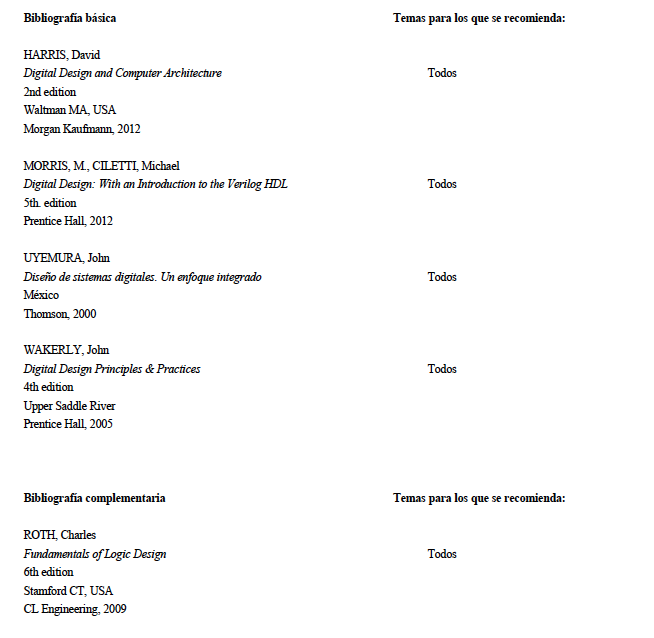 Bibliografía básica Temas para los que se recomienda:
HARRIS, David
Digital Design and Computer Architecture Todos
2nd edition
Waltman MA, USA
Morgan Kaufmann, 2012
MORRIS, M., CILETTI, Michael
Digital Design: With an Introduction to the Verilog HDL Todos
5th. edition
Prentice Hall, 2012
UYEMURA, John
Diseño de sistemas digitales. Un enfoque integrado Todos
México
Thomson, 2000
WAKERLY, John
Digital Design Principles & Practices Todos
4th edition
Upper Saddle River
Prentice Hall, 2005
Bibliografía complementaria Temas para los que se recomienda:
ROTH, Charles
Fundamentals of Logic Design Todos
6th edition
Stamford CT, USA
CL Engineering, 2009